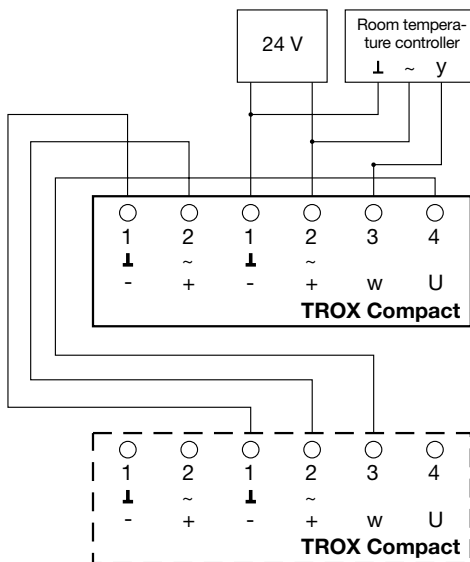 24 V
Room tempera-
ture controller
⊥ ~ y
1 2 1 2 3 4
⊥ ~ ⊥ ~
- + - + w U
TROX Compact
1 2 1 2 3 4
⊥ ~ ⊥ ~
- + - + w U
TROX Compact